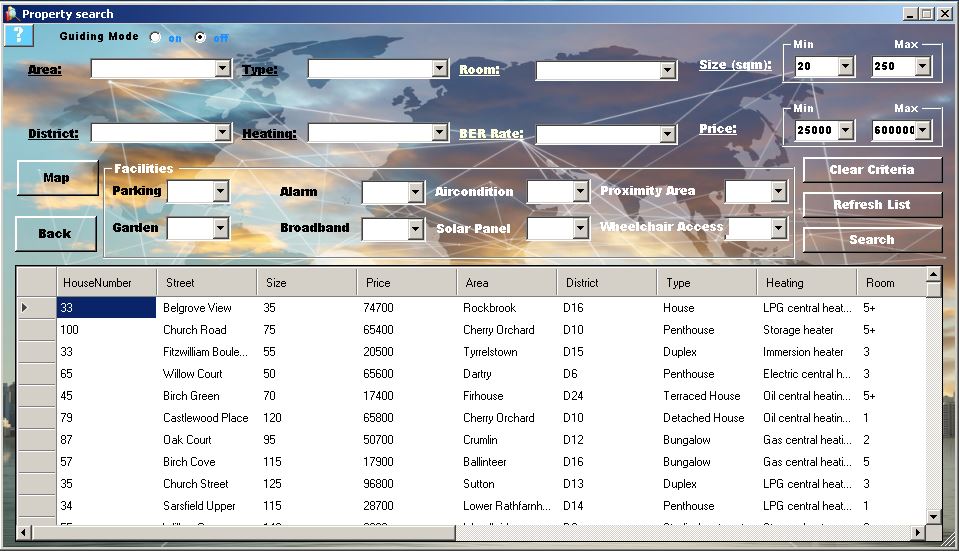 Property search
?
Guiding Mode on off
Area: Type: Room: Size (sqm): Min 20 Max 250
District: Heating: BER Rate: Price: Min 25000 Max 600000
Map
Back
Facilities
Parking Alarm Aircondition Proximity Area
Garden Broadband Solar Panel Wheelchair Access
Clear Criteria
Refresh List
Search
HouseNumber Street Size Price Area District Type Heating Room
33 Belgrove View 35 74700 Rockbrook D16 House LPG central heat... 5+
100 Church Road 75 65400 Cherry Orchard D10 Penthouse Storage heater 5+
33 Fitzwilliam Boule... 55 20500 Tyrrelstown D15 Duplex Immersion heater 3
65 Willow Court 50 65600 Dartry D6 Penthouse Electric central h... 3
45 Birch Green 70 17400 Firhouse D24 Terraced House Oil central heatin... 5+
79 Castlewood Place 120 65800 Cherry Orchard D10 Detached House Oil central heatin... 1
87 Oak Court 95 50700 Crumlin D12 Bungalow Gas central heati... 2
57 Birch Cove 115 17900 Ballinteer D16 Bungalow Gas central heati... 5
35 Church Street 125 96800 Sutton D13 Duplex LPG central heat... 3
34 Sarsfield Upper 115 28700 Lower Rathfarnh... D14 Penthouse LPG central heat... 1